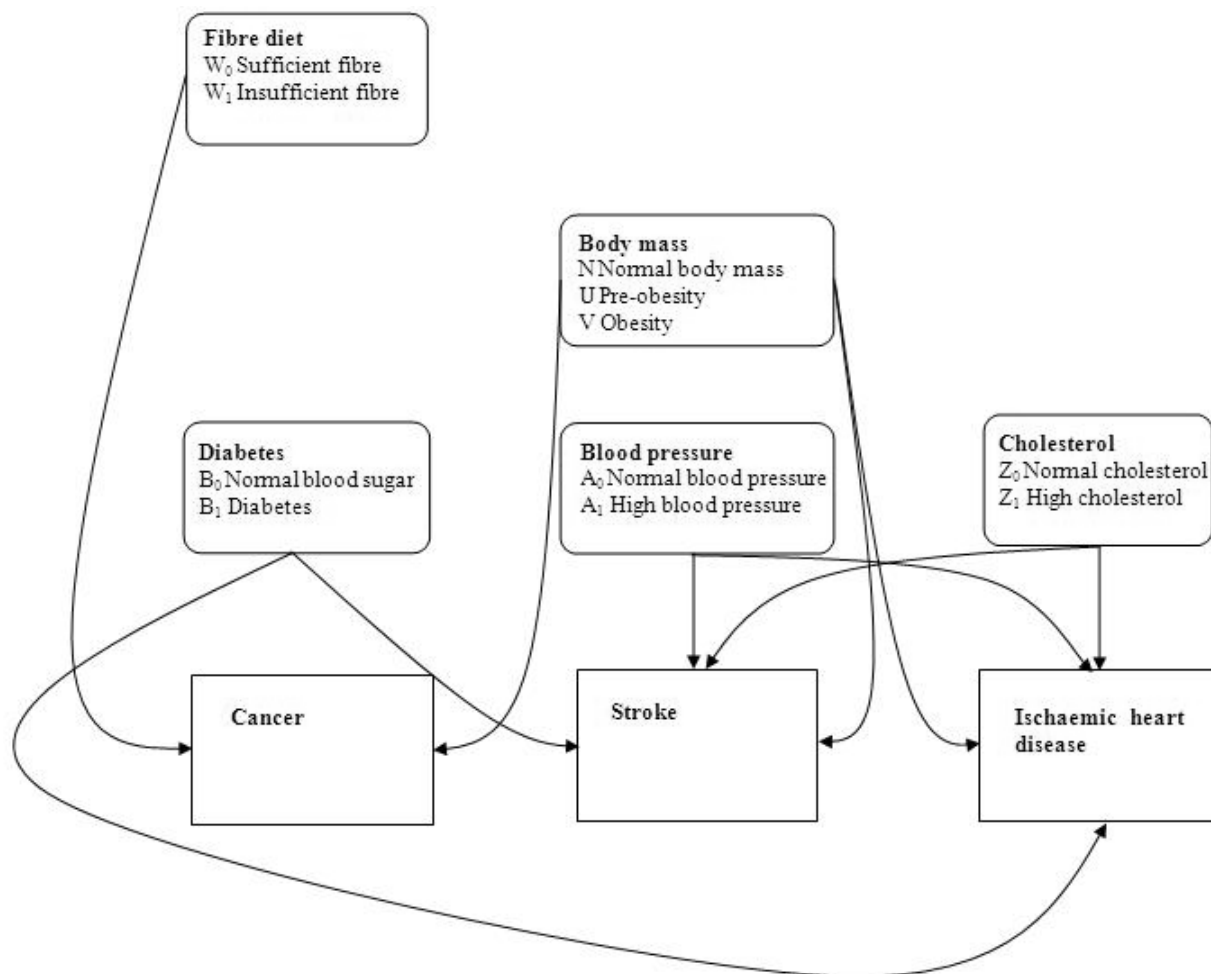 Fibre diet
W₀ Sufficient fibre
W₁ Insufficient fibre
Body mass
N Normal body mass
U Pre-obesity
V Obesity
Diabetes
B₀ Normal blood sugar
B₁ Diabetes
Blood pressure
A₀ Normal blood pressure
A₁ High blood pressure
Cholesterol
Z₀ Normal cholesterol
Z₁ High cholesterol
Cancer
Stroke
Ischaemic heart
disease